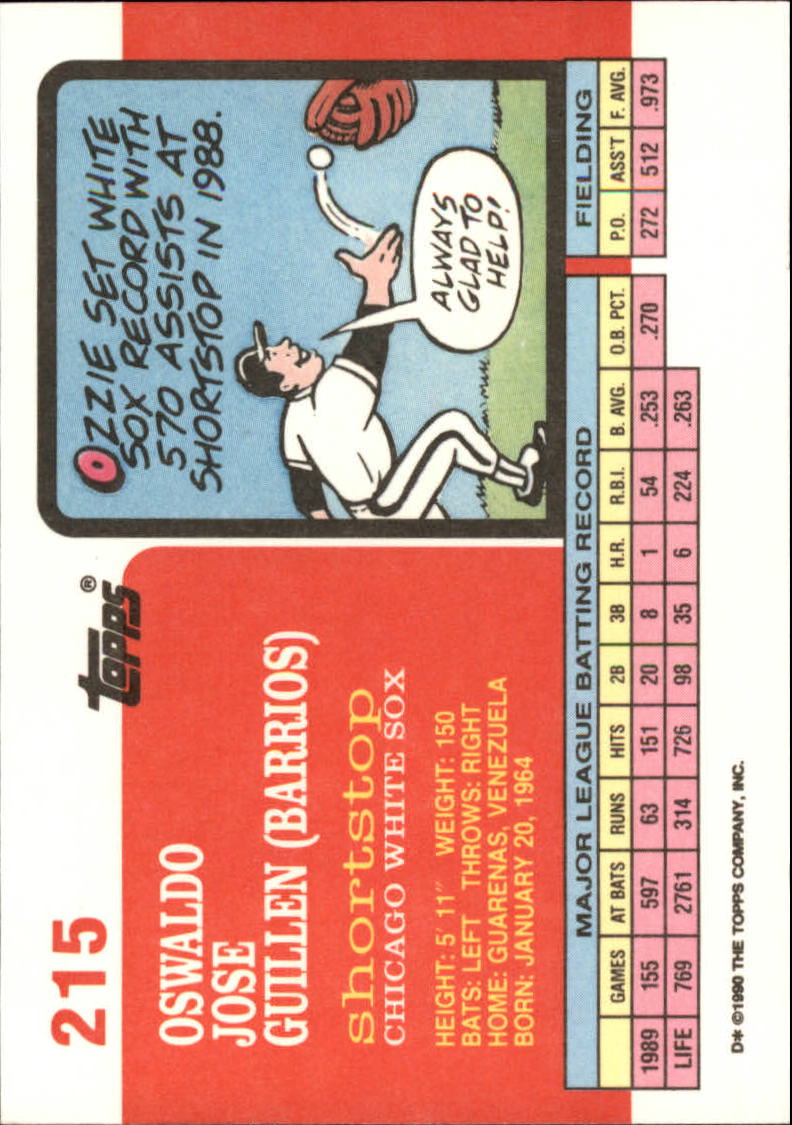 215
Topps®
OSWALDO
JOSE
GUILLEN (BARRIOS)
shortstop
CHICAGO WHITE SOX
HEIGHT: 5' 11" WEIGHT: 150
BATS: LEFT THROWS: RIGHT
HOME: GUARENAS, VENEZUELA
BORN: JANUARY 20, 1964
OZZIE SET WHITE
SOX RECORD WITH
570 ASSISTS AT
SHORTSTOP IN 1988.
ALWAYS
GLAD TO
HELP!
MAJOR LEAGUE BATTING RECORD FIELDING
GAMES AT BATS RUNS HITS 2B 3B H.R. R.B.I. B. AVG. O.B. PCT. P.O. ASS'T F. AVG.
1989 155 597 63 151 20 8 1 54 .253 .270 272 512 .973
LIFE 769 2761 314 726 98 35 6 224 .263
D* ©1990 THE TOPPS COMPANY, INC.